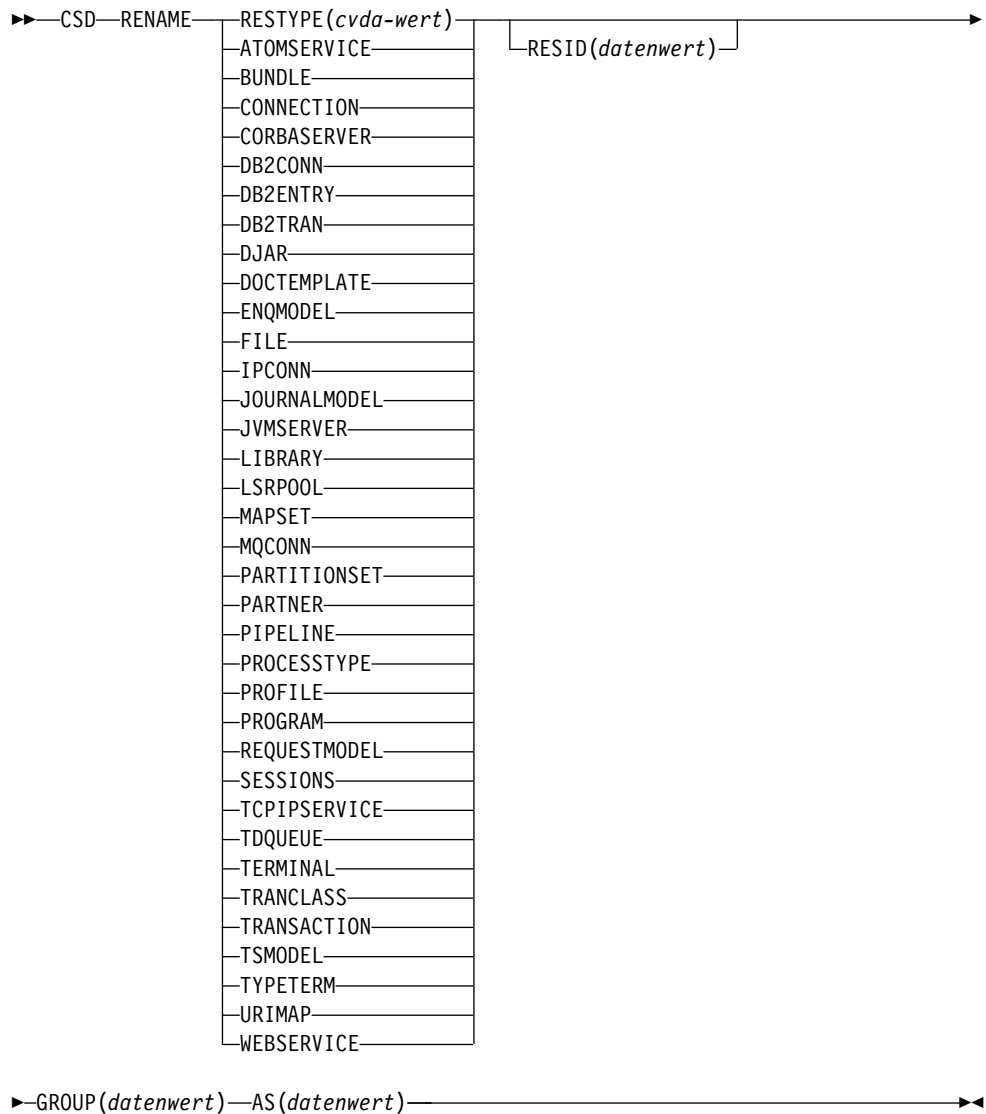 CSD RENAME RESTYPE(cvda-wert)
RESID(datenwert)
ATOMSERVICE
BUNDLE
CONNECTION
CORBASERVER
DB2CONN
DB2ENTRY
DB2TRAN
DJAR
DOCTEMPLATE
ENQMODEL
FILE
IPCONN
JOURNALMODEL
JVMSERVER
LIBRARY
LSRPOOL
MAPSET
MQCONN
PARTITIONSET
PARTNER
PIPELINE
PROCESSTYPE
PROFILE
PROGRAM
REQUESTMODEL
SESSIONS
TCPIPSERVICE
TDQUEUE
TERMINAL
TRANCLASS
TRANSACTION
TSMODEL
TYPETERM
URIMAP
WEBSERVICE
GROUP(datenwert) AS(datenwert)